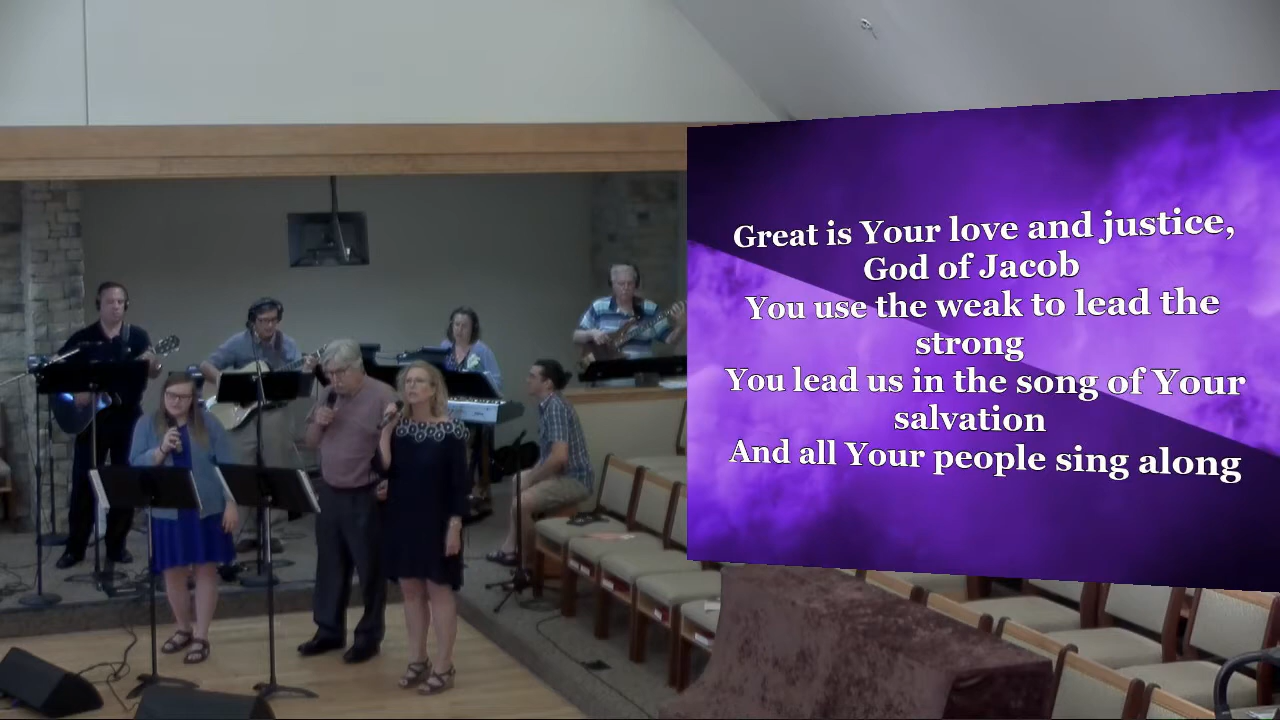 Great is Your love and justice,
God of Jacob
You use the weak to lead the
strong
You lead us in the song of Your
salvation
And all Your people sing along